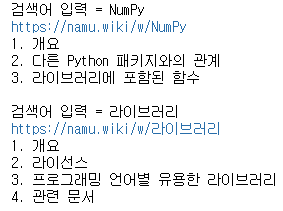 검색어 입력 = NumPy
https://namu.wiki/w/NumPy
1. 개요
2. 다른 Python 패키지와의 관계
3. 라이브러리에 포함된 함수
검색어 입력 = 라이브러리
https://namu.wiki/w/라이브러리
1. 개요
2. 라이선스
3. 프로그래밍 언어별 유용한 라이브러리
4. 관련 문서